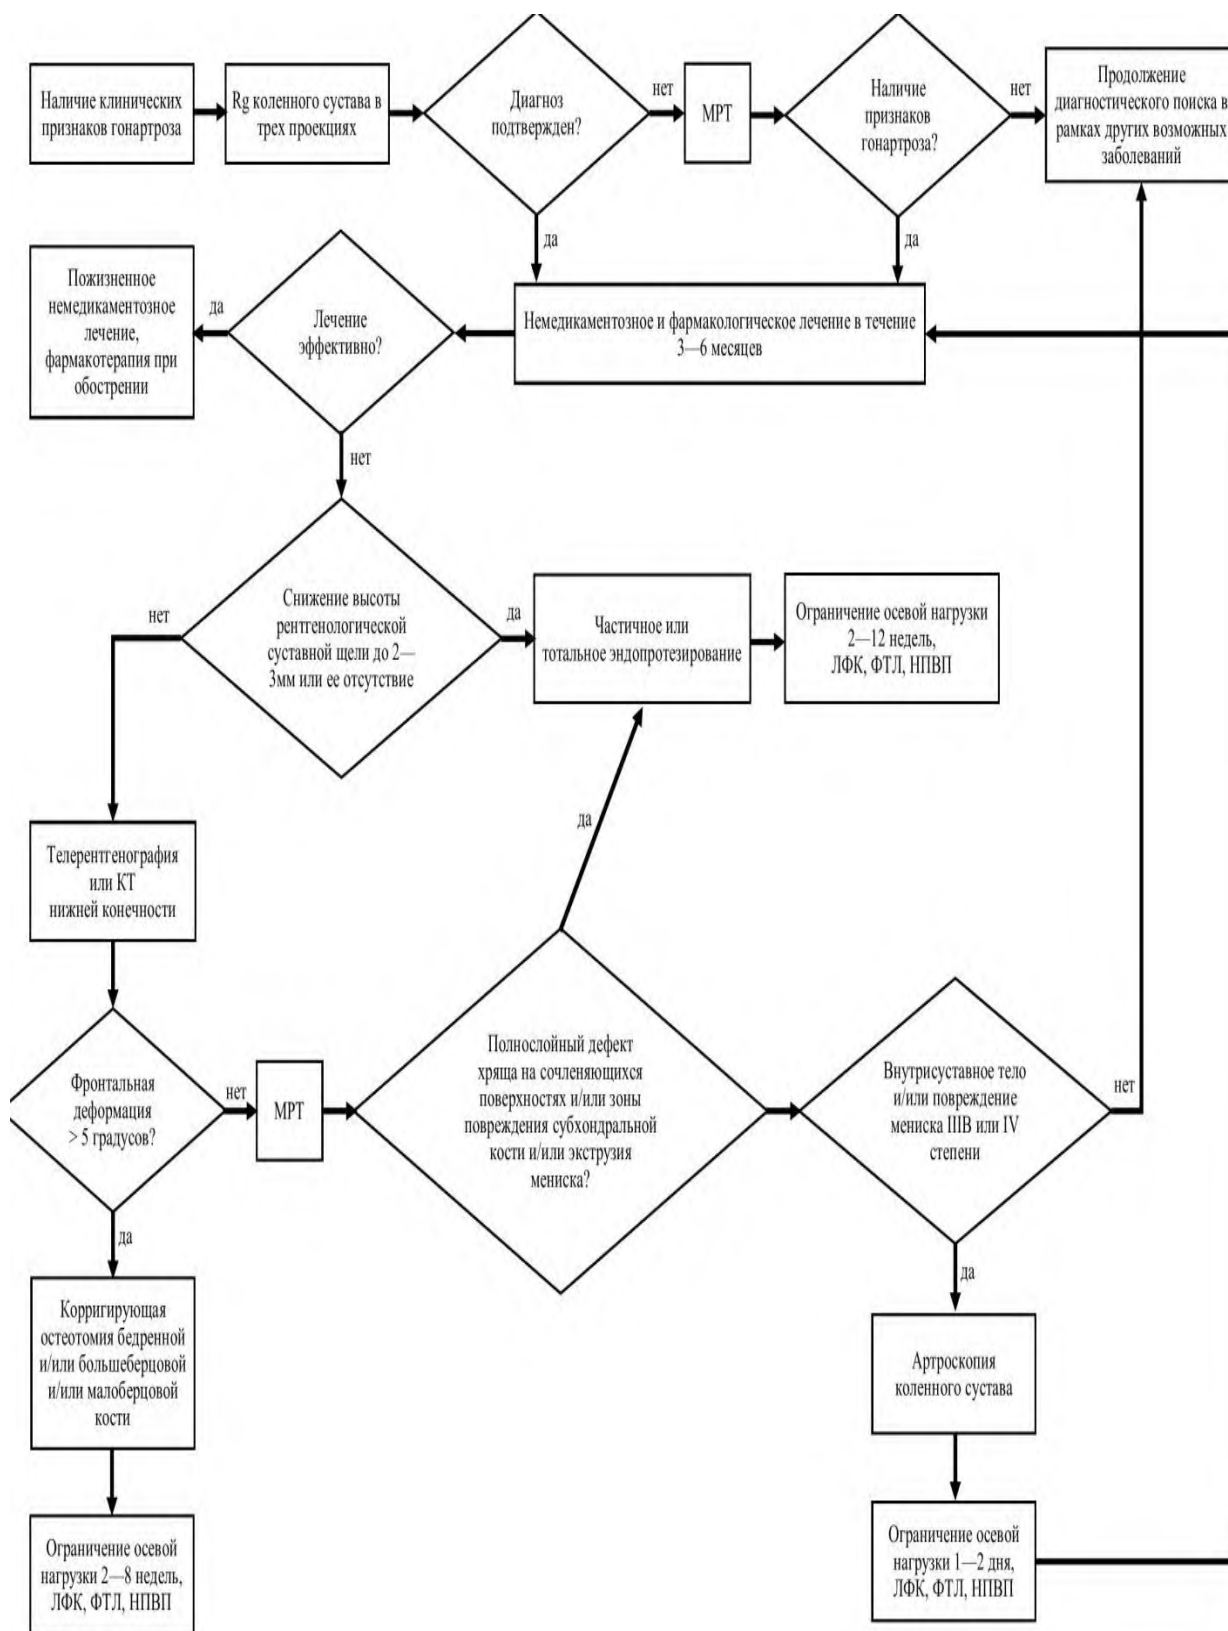 Наличие клинических
признаков гонартроза
Rg коленного сустава в
трех проекциях
Диагноз
подтвержден?
нет
МРТ
Наличие
признаков
гонартроза?
нет
Продолжение
диагностического поиска в
рамках других возможных
заболеваний
да
да
Пожизненное
немедикаментозное
лечение,
фармакотерапия при
обострении
да
Лечение
эффективно?
Немедикаментозное и фармакологическое лечение в течение
3—6 месяцев
нет
нет
Снижение высоты
рентгенологической
суставной щели до 2—
3мм или ее отсутствие
да
Частичное или
тотальное эндопротезирование
Ограничение осевой нагрузки
2—12 недель,
ЛФК, ФТЛ, НПВП
да
Телерентгенография
или КТ
нижней конечности
Фронтальная
деформация
> 5 градусов?
нет
МРТ
Полнослойный дефект
хряща на сочленяющихся
поверхностях и/или зоны
повреждения субхондральной
кости и/или экструзия
мениска?
Внутрисуставное тело
и/или повреждение
мениска IIIB или IV
степени
нет
да
да
Корригирующая
остеотомия бедренной
и/или большеберцовой
и/или малоберцовой
кости
Артроскопия
коленного сустава
Ограничение осевой
нагрузки 2—8 недель,
ЛФК, ФТЛ, НПВП
Ограничение осевой
нагрузки 1—2 дня,
ЛФК, ФТЛ, НПВП